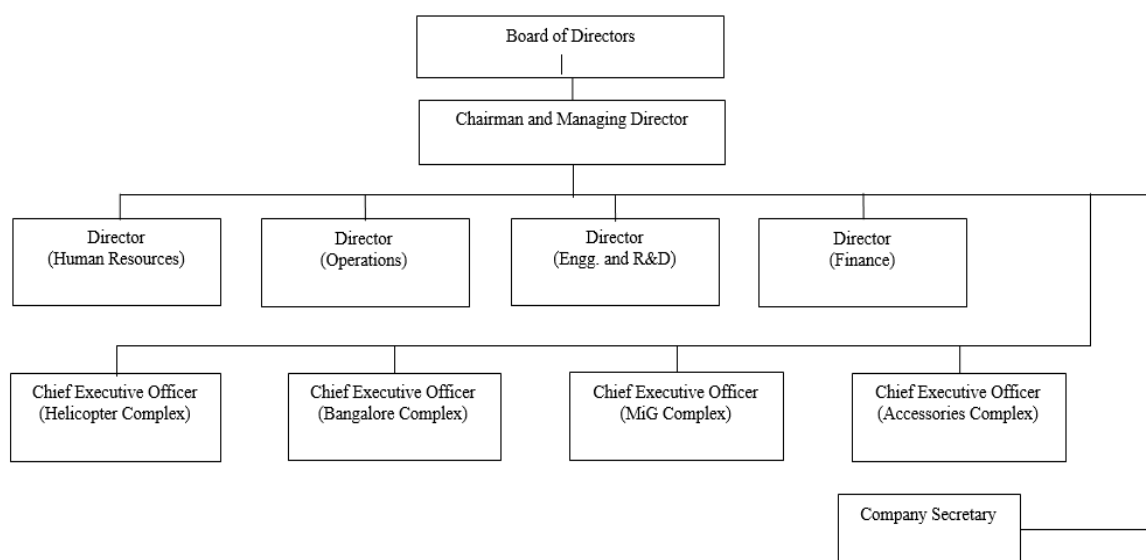 Board of Directors
Chairman and Managing Director
Director
(Human Resources)
Director
(Operations)
Director
(Engg. and R&D)
Director
(Finance)
Chief Executive Officer
(Helicopter Complex)
Chief Executive Officer
(Bangalore Complex)
Chief Executive Officer
(MiG Complex)
Chief Executive Officer
(Accessories Complex)
Company Secretary